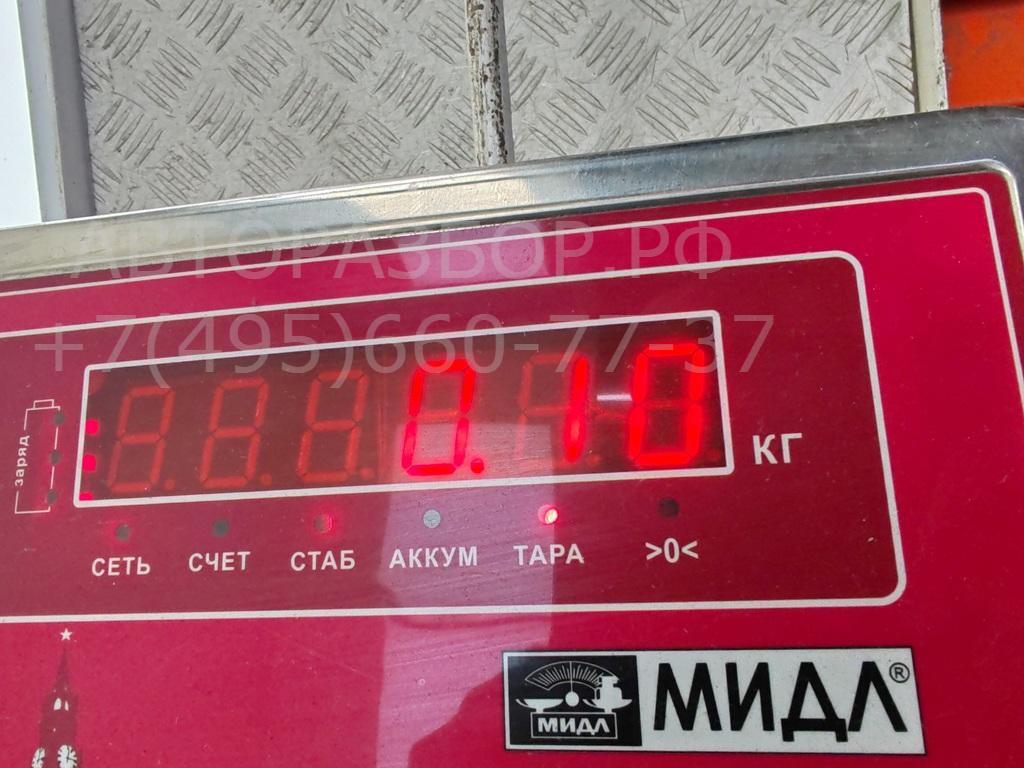 АВТОРАЗБОР.РФ
+7(495)660-77-37
заряд
0.10 КГ
СЕТЬ СЧЕТ СТАБ АККУМ ТАРА >0<
МИДЛ МИДЛ®